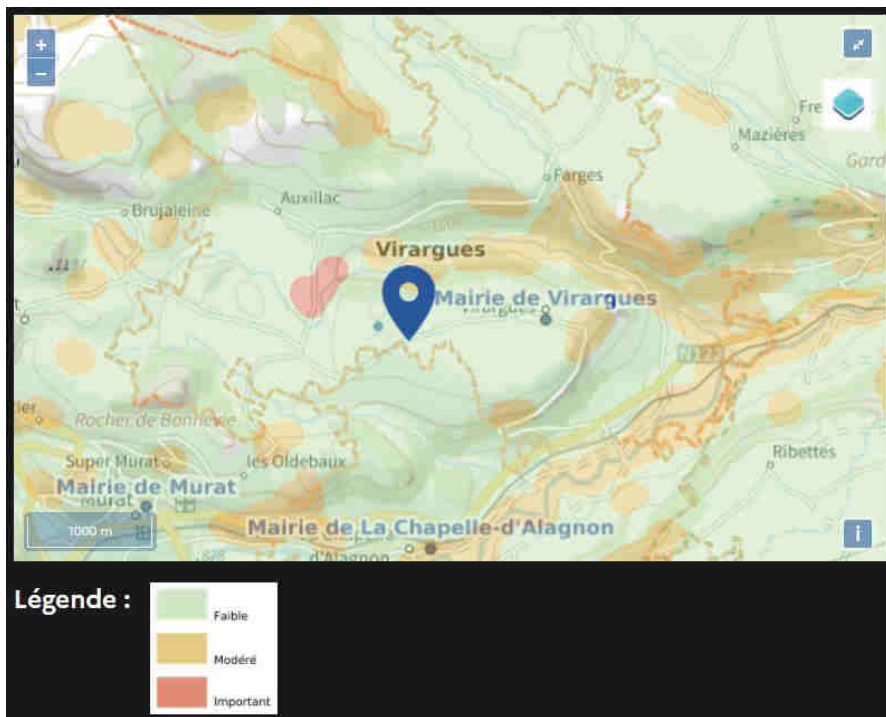 +
−
Fre
Mazières
Gard
Farges
Auxillac
Brujaleine
Virargues
Mairie de Virargues
Virargues
N122
Rocher de Bonnevie
Ribettes
Super Murat
les Oldebaux
Mairie de Murat
Murat
1000 m
Mairie de La Chapelle-d'Alagnon
d'Alagnon
i
Légende :
Faible
Modéré
Important